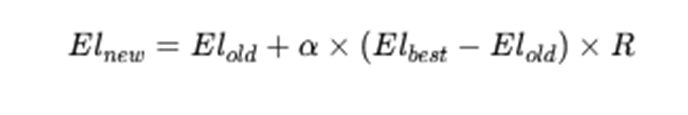 El_new = El_old + α × (El_best − El_old) × R